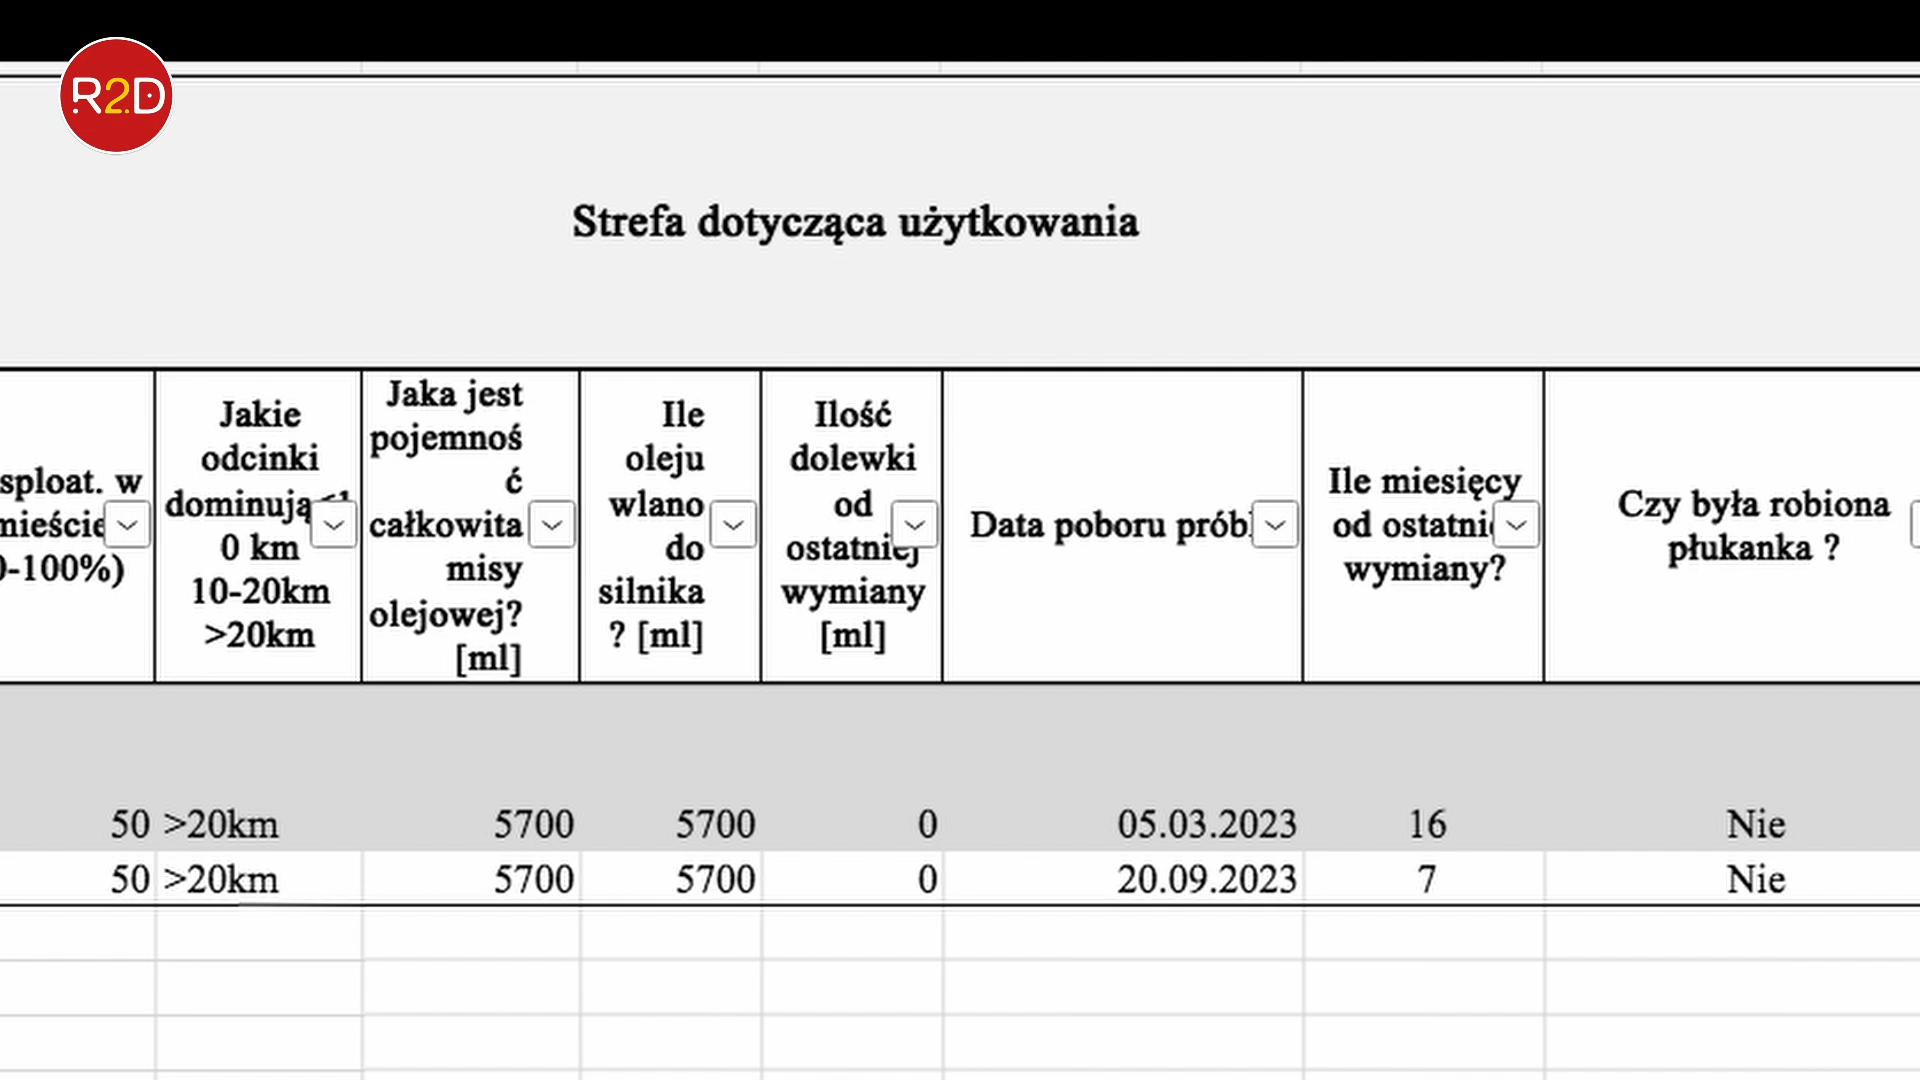 R2D
Strefa dotycząca użytkowania
sploat. w
mieście
0-100%)
Jakie
odcinki
dominują <1
0 km
10-20km
>20km
Jaka jest
pojemnoś
ć
całkowita
misy
olejowej?
[ml]
Ile
oleju
wlano
do
silnika
? [ml]
Ilość
dolewki
od
ostatniej
wymiany
[ml]
Data poboru prób
Ile miesięcy
od ostatni
wymiany?
Czy była robiona
płukanka ?
50 >20km 5700 5700 0 05.03.2023 16 Nie
50 >20km 5700 5700 0 20.09.2023 7 Nie